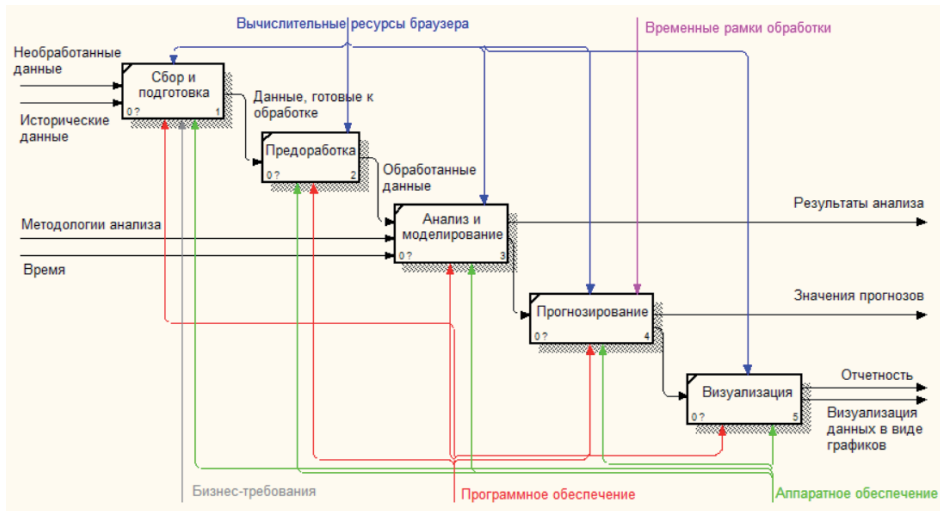 Вычислительные ресурсы браузера
Временные рамки обработки
Необработанные
данные
Сбор и
подготовка
0 ?
1
Исторические
данные
Данные, готовые к
обработке
Предоработка
0 ?
2
Обработанные
данные
Методологии анализа
Анализ и
моделирование
0 ?
3
Результаты анализа
Время
Прогнозирование
0 ?
4
Значения прогнозов
Визуализация
0 ?
5
Отчетность
Визуализация
данных в виде
графиков
Бизнес-требования
Программное обеспечение
Аппаратное обеспечение